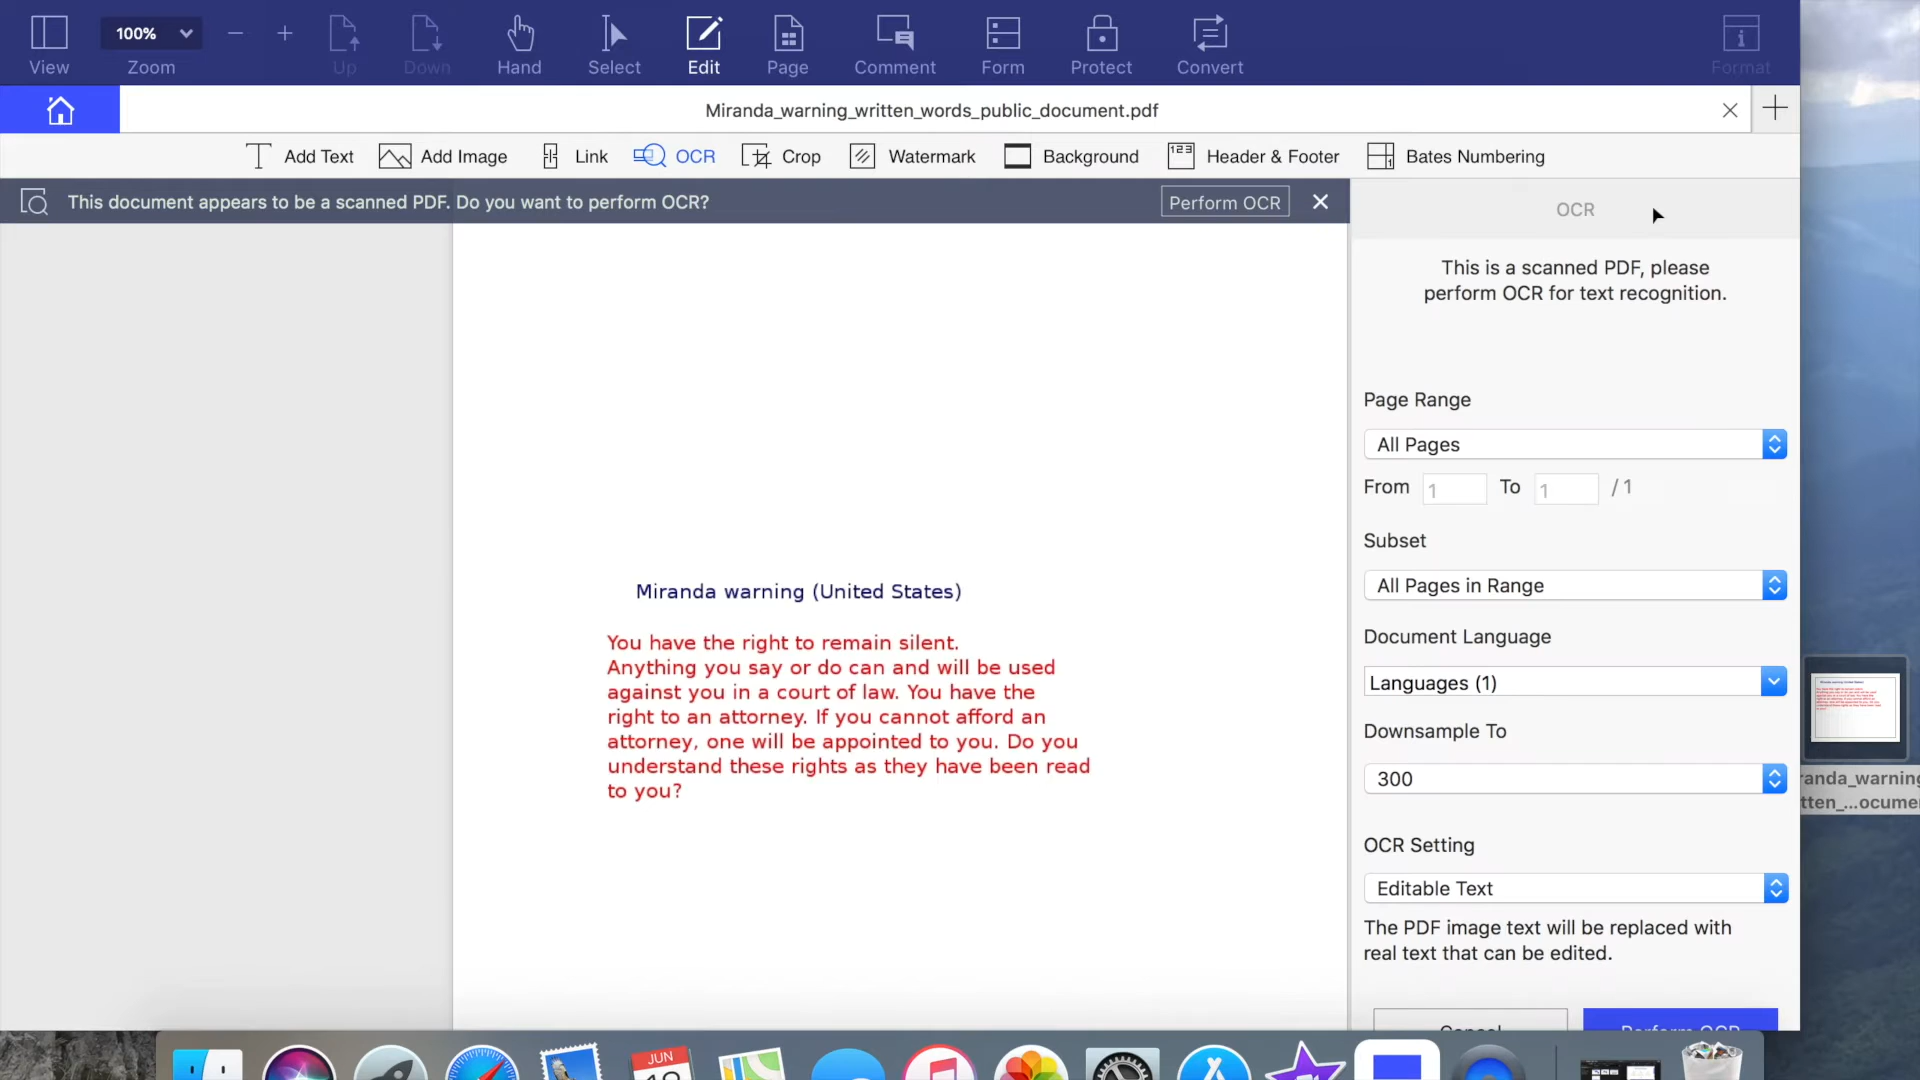 100%
View
Zoom
Up
Down
Hand
Select
Edit
Page
Comment
Form
Protect
Convert
Format
Miranda_warning_written_words_public_document.pdf
Add Text
Add Image
Link
OCR
Crop
Watermark
Background
Header & Footer
Bates Numbering
This document appears to be a scanned PDF. Do you want to perform OCR?
Perform OCR
OCR
This is a scanned PDF, please
perform OCR for text recognition.
Page Range
All Pages
From 1 To 1 / 1
Subset
All Pages in Range
Document Language
Languages (1)
Downsample To
300
OCR Setting
Editable Text
The PDF image text will be replaced with
real text that can be edited.
Cancel
Perform OCR
Miranda warning (United States)
You have the right to remain silent.
Anything you say or do can and will be used
against you in a court of law. You have the
right to an attorney. If you cannot afford an
attorney, one will be appointed to you. Do you
understand these rights as they have been read
to you?
randa_warning
tten_...ocume
JUN